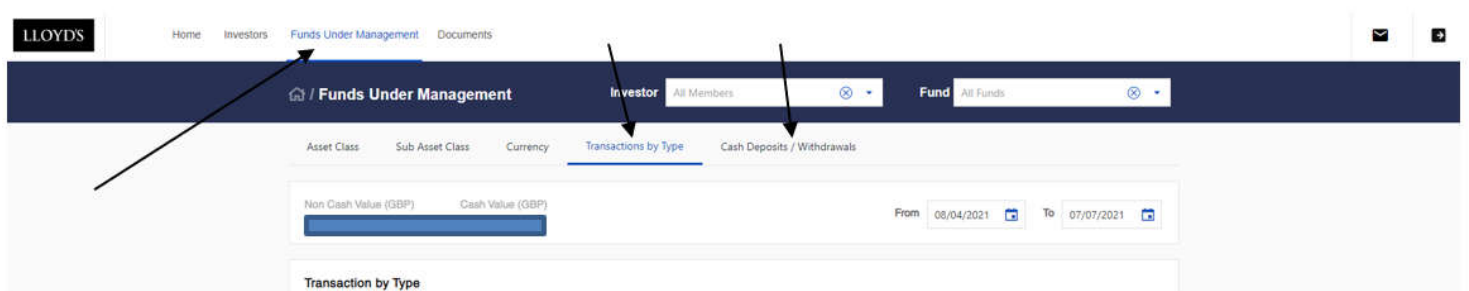 LLOYD'S Home Investors Funds Under Management Documents
/ Funds Under Management Investor All Members Fund All Funds
Asset Class Sub Asset Class Currency Transactions by Type Cash Deposits / Withdrawals
Non Cash Value (GBP) Cash Value (GBP)
From 08/04/2021 To 07/07/2021
Transaction by Type